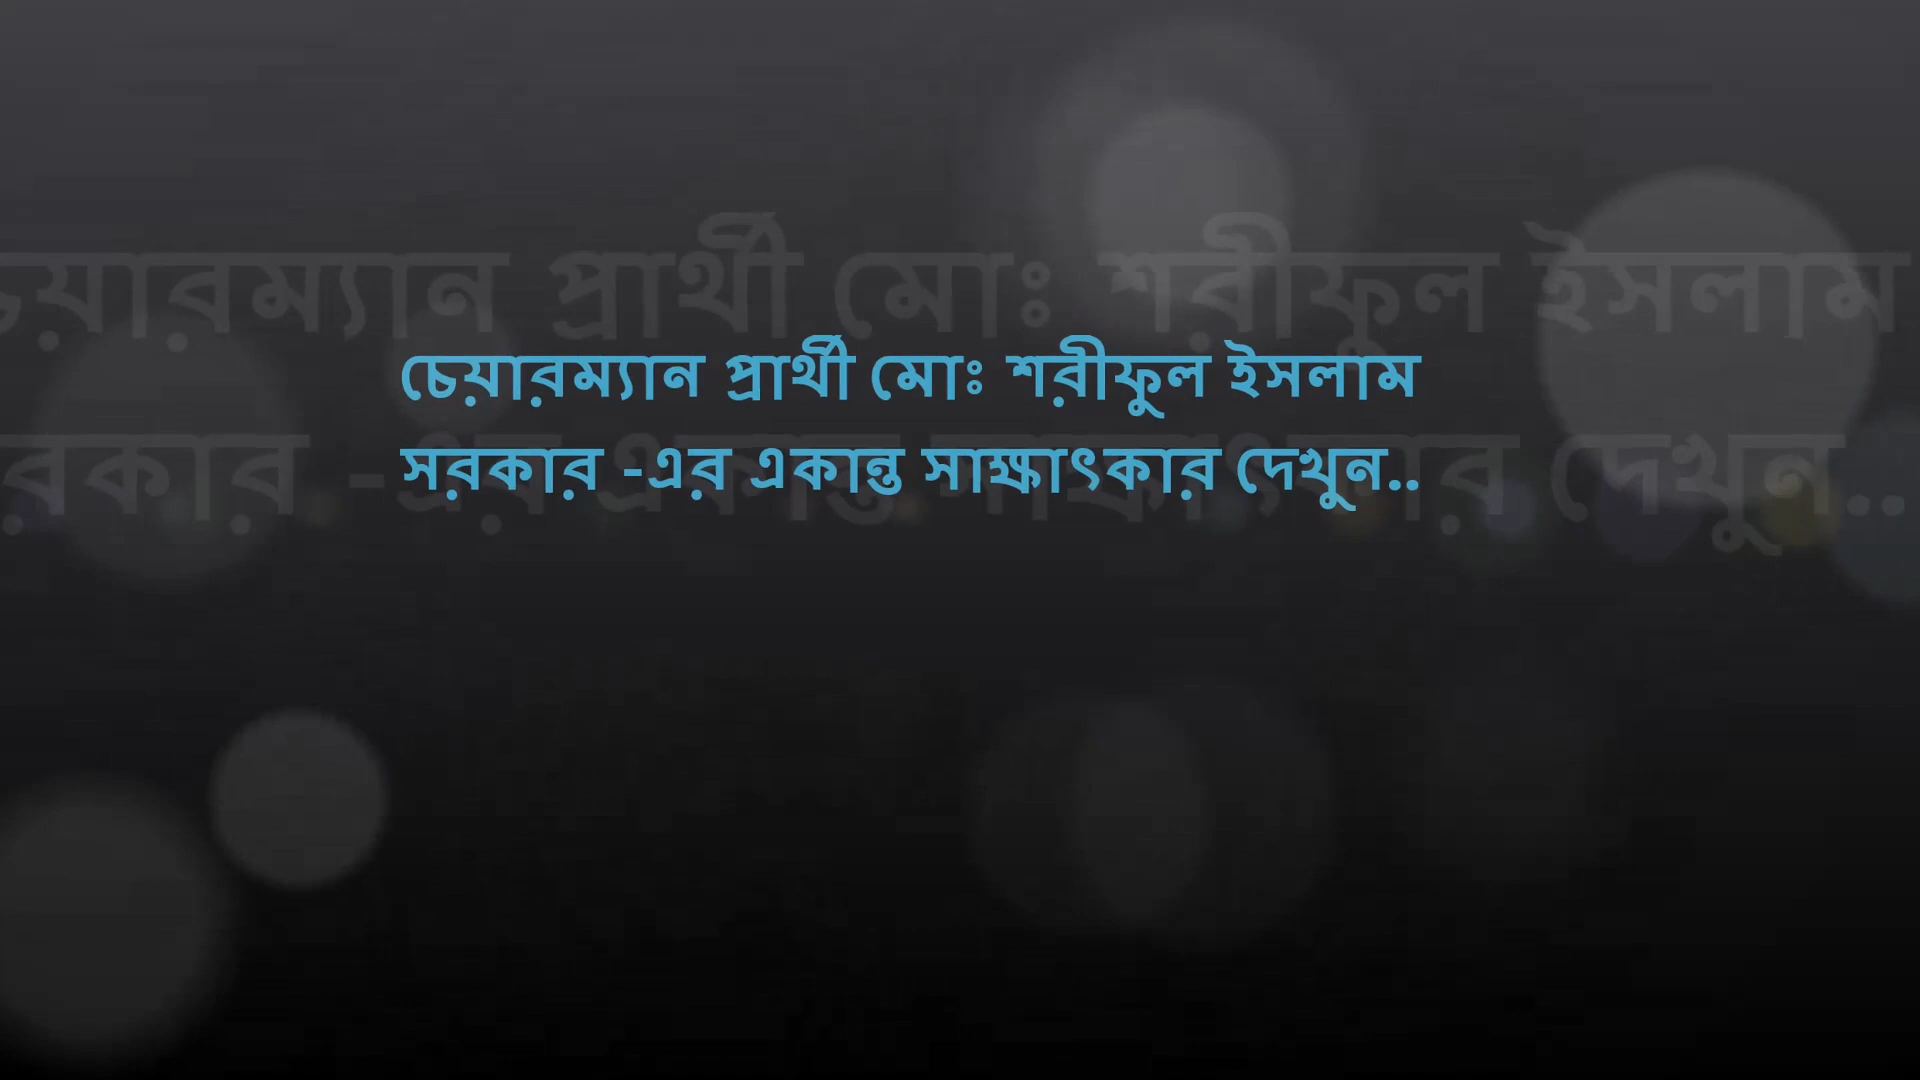 চেয়ারম্যান প্রার্থী মোঃ শরীফুল ইসলাম
সরকার -এর একান্ত সাক্ষাৎকার দেখুন..